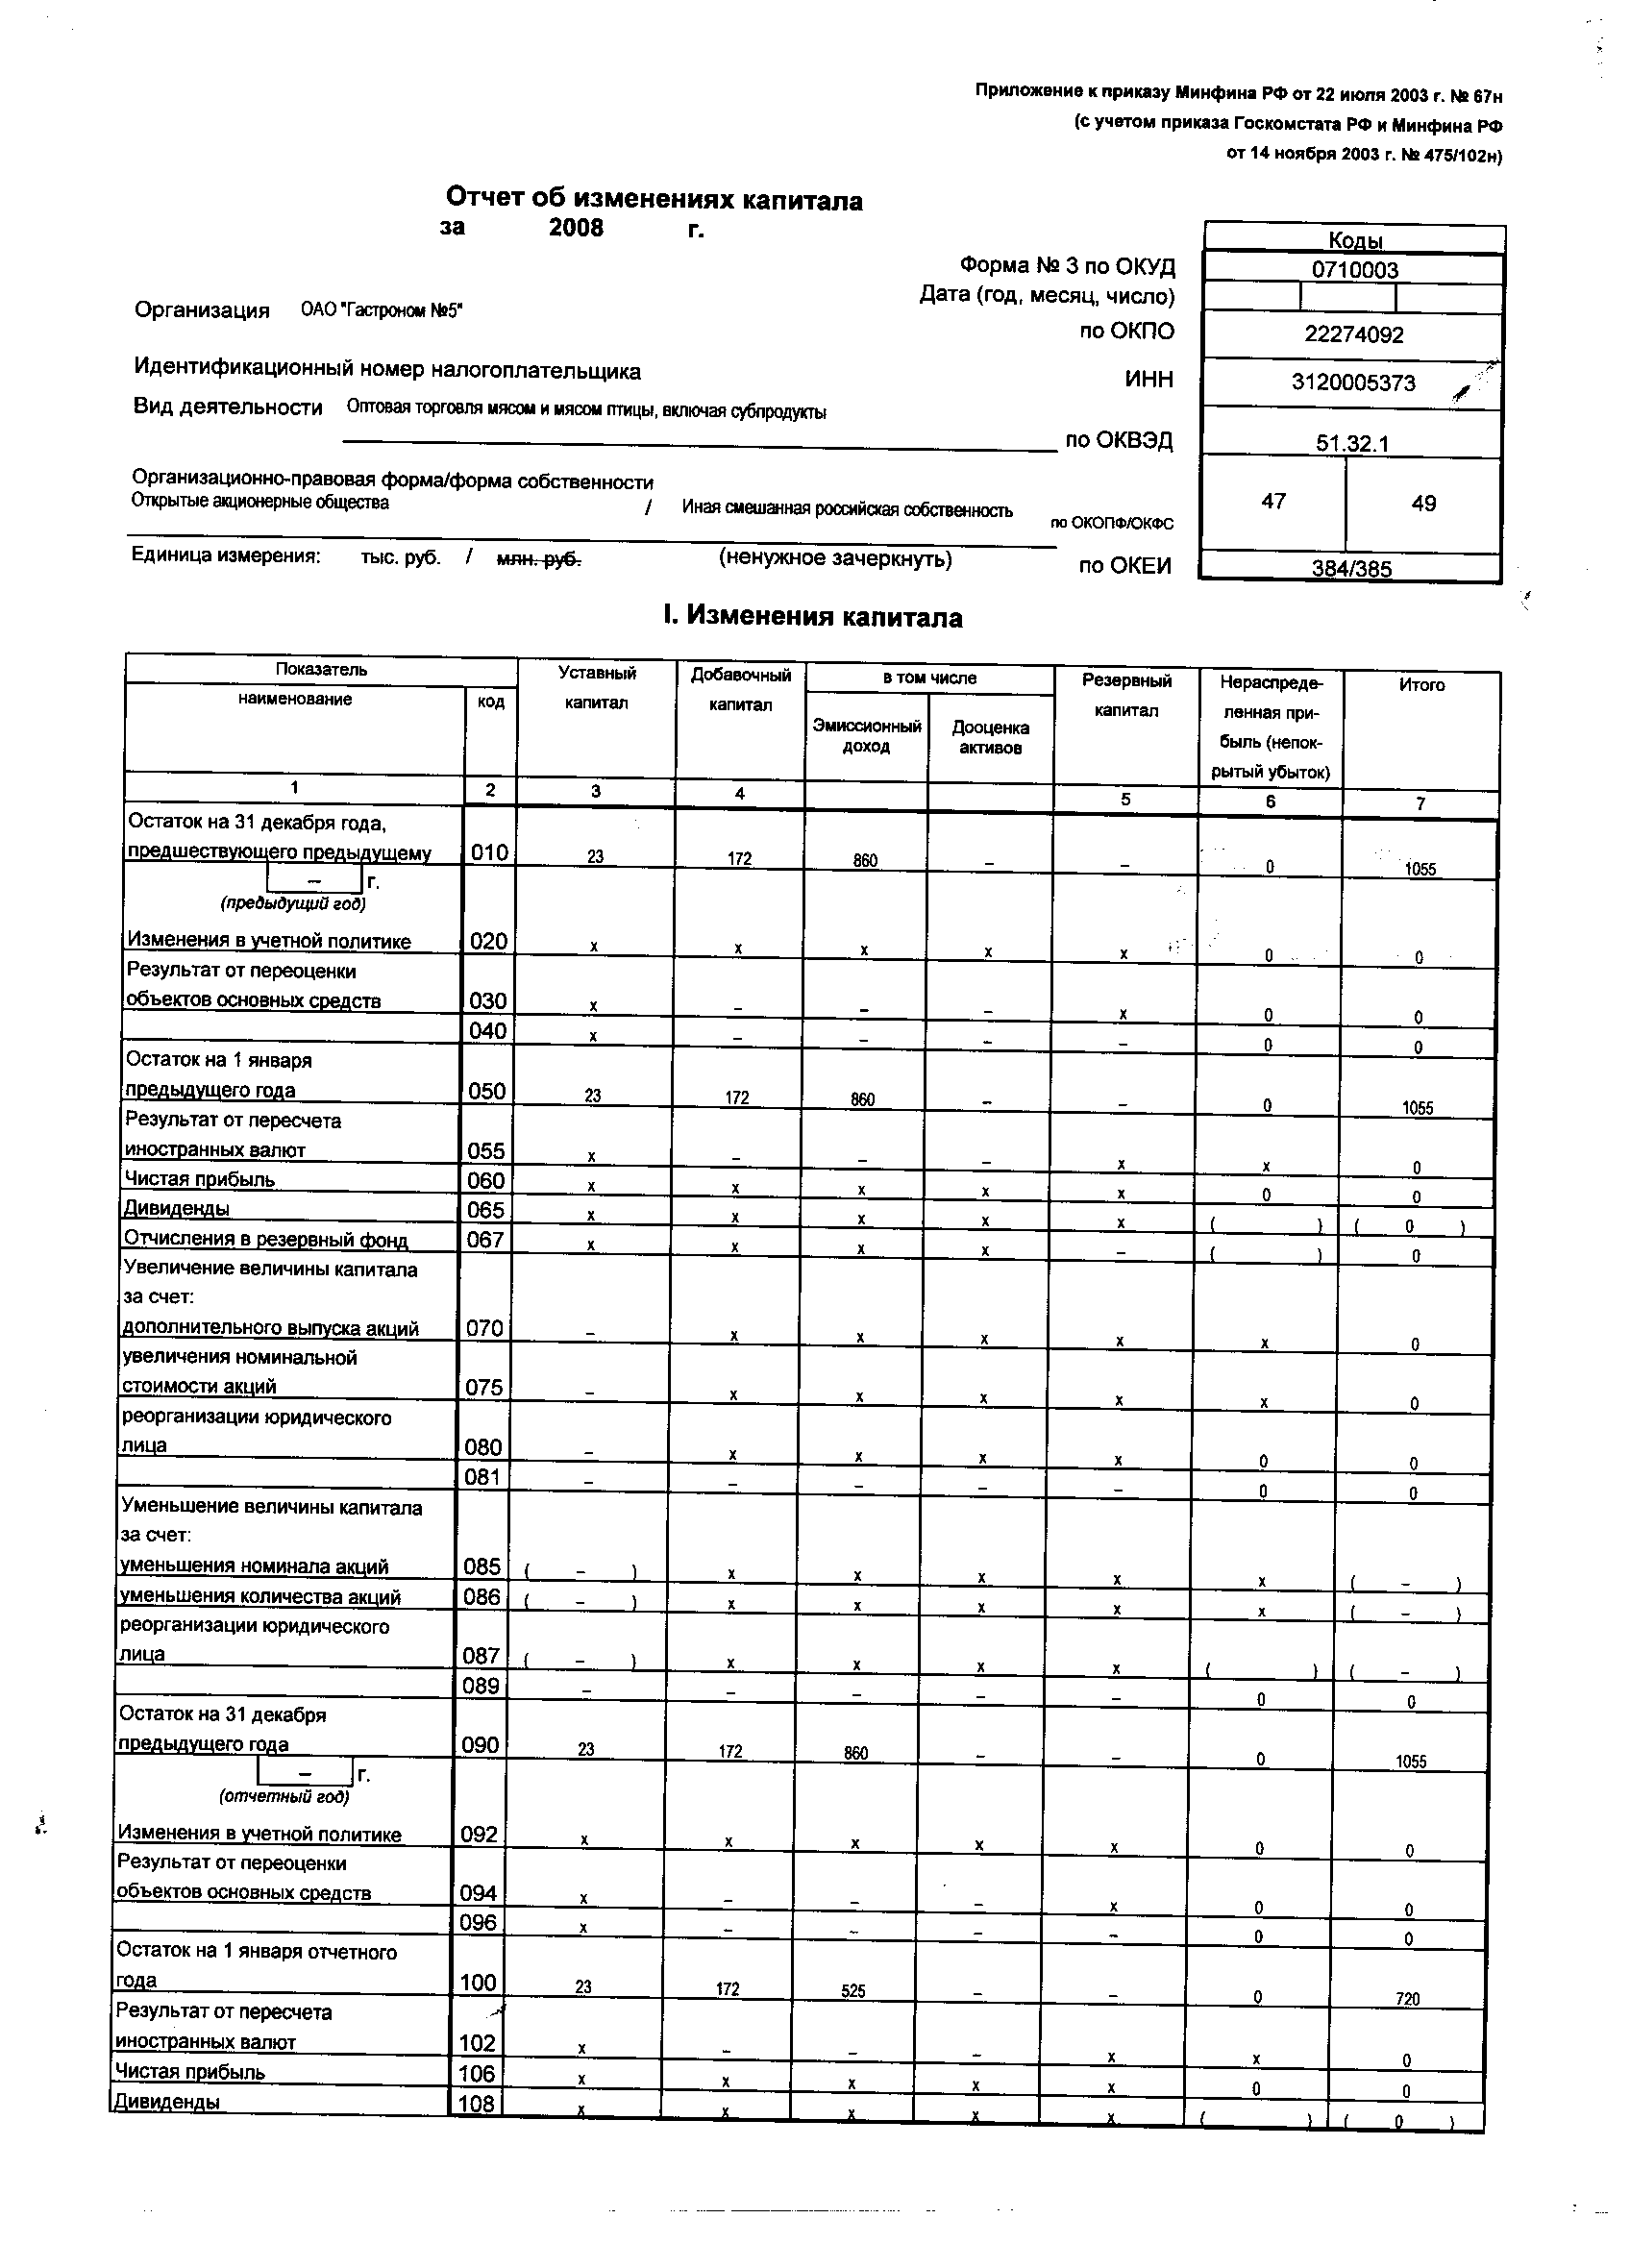 Приложение к приказу Минфина РФ от 22 июля 2003 г. № 67н
(с учетом приказа Госкомстата РФ и Минфина РФ
от 14 ноября 2003 г. № 475/102н)
Отчет об изменениях капитала
за 2008 г.
Коды
Форма № 3 по ОКУД 0710003
Дата (год, месяц, число)
Организация ОАО "Гастроном №5" по ОКПО 22274092
Идентификационный номер налогоплательщика ИНН 3120005373
Вид деятельности Оптовая торговля мясом и мясом птицы, включая субпродукты
по ОКВЭД 51.32.1
Организационно-правовая форма/форма собственности
Открытые акционерные общества / Иная смешанная российская собственность по ОКОПФ/ОКФС 47 49
Единица измерения: тыс. руб. / млн. руб. (ненужное зачеркнуть) по ОКЕИ 384/385
I. Изменения капитала
Показатель Уставный капитал Добавочный капитал в том числе Резервный капитал Нераспреде-
ленная при-
быль (непок-
рытый убыток) Итого
наименование код Эмиссионный доход Дооценка активов
1 2 3 4 5 6 7
Остаток на 31 декабря года,
предшествующего предыдущему 010 23 172 860 – – 0 1055
– г.
(предыдущий год)
Изменения в учетной политике 020 х х х х х 0 0
Результат от переоценки
объектов основных средств 030 х – – – х 0 0
040 х – – – – 0 0
Остаток на 1 января
предыдущего года 050 23 172 860 – – 0 1055
Результат от пересчета
иностранных валют 055 х – – – х х 0
Чистая прибыль 060 х х х х х 0 0
Дивиденды 065 х х х х х ( ) ( 0 )
Отчисления в резервный фонд 067 х х х х – ( ) 0
Увеличение величины капитала
за счет:
дополнительного выпуска акций 070 – х х х х х 0
увеличения номинальной
стоимости акций 075 – х х х х х 0
реорганизации юридического
лица 080 – х х х х 0 0
081 – – – – – 0 0
Уменьшение величины капитала
за счет:
уменьшения номинала акций 085 ( – ) х х х х х ( – )
уменьшения количества акций 086 ( – ) х х х х х ( – )
реорганизации юридического
лица 087 ( – ) х х х х ( ) ( – )
089 – – – – – 0 0
Остаток на 31 декабря
предыдущего года 090 23 172 860 – – 0 1055
– г.
(отчетный год)
Изменения в учетной политике 092 х х х х х 0 0
Результат от переоценки
объектов основных средств 094 х – – – х 0 0
096 х – – – – 0 0
Остаток на 1 января отчетного
года 100 23 172 525 – – 0 720
Результат от пересчета
иностранных валют 102 х – – – х х 0
Чистая прибыль 106 х х х х х 0 0
Дивиденды 108 х х х х х ( ) ( 0 )